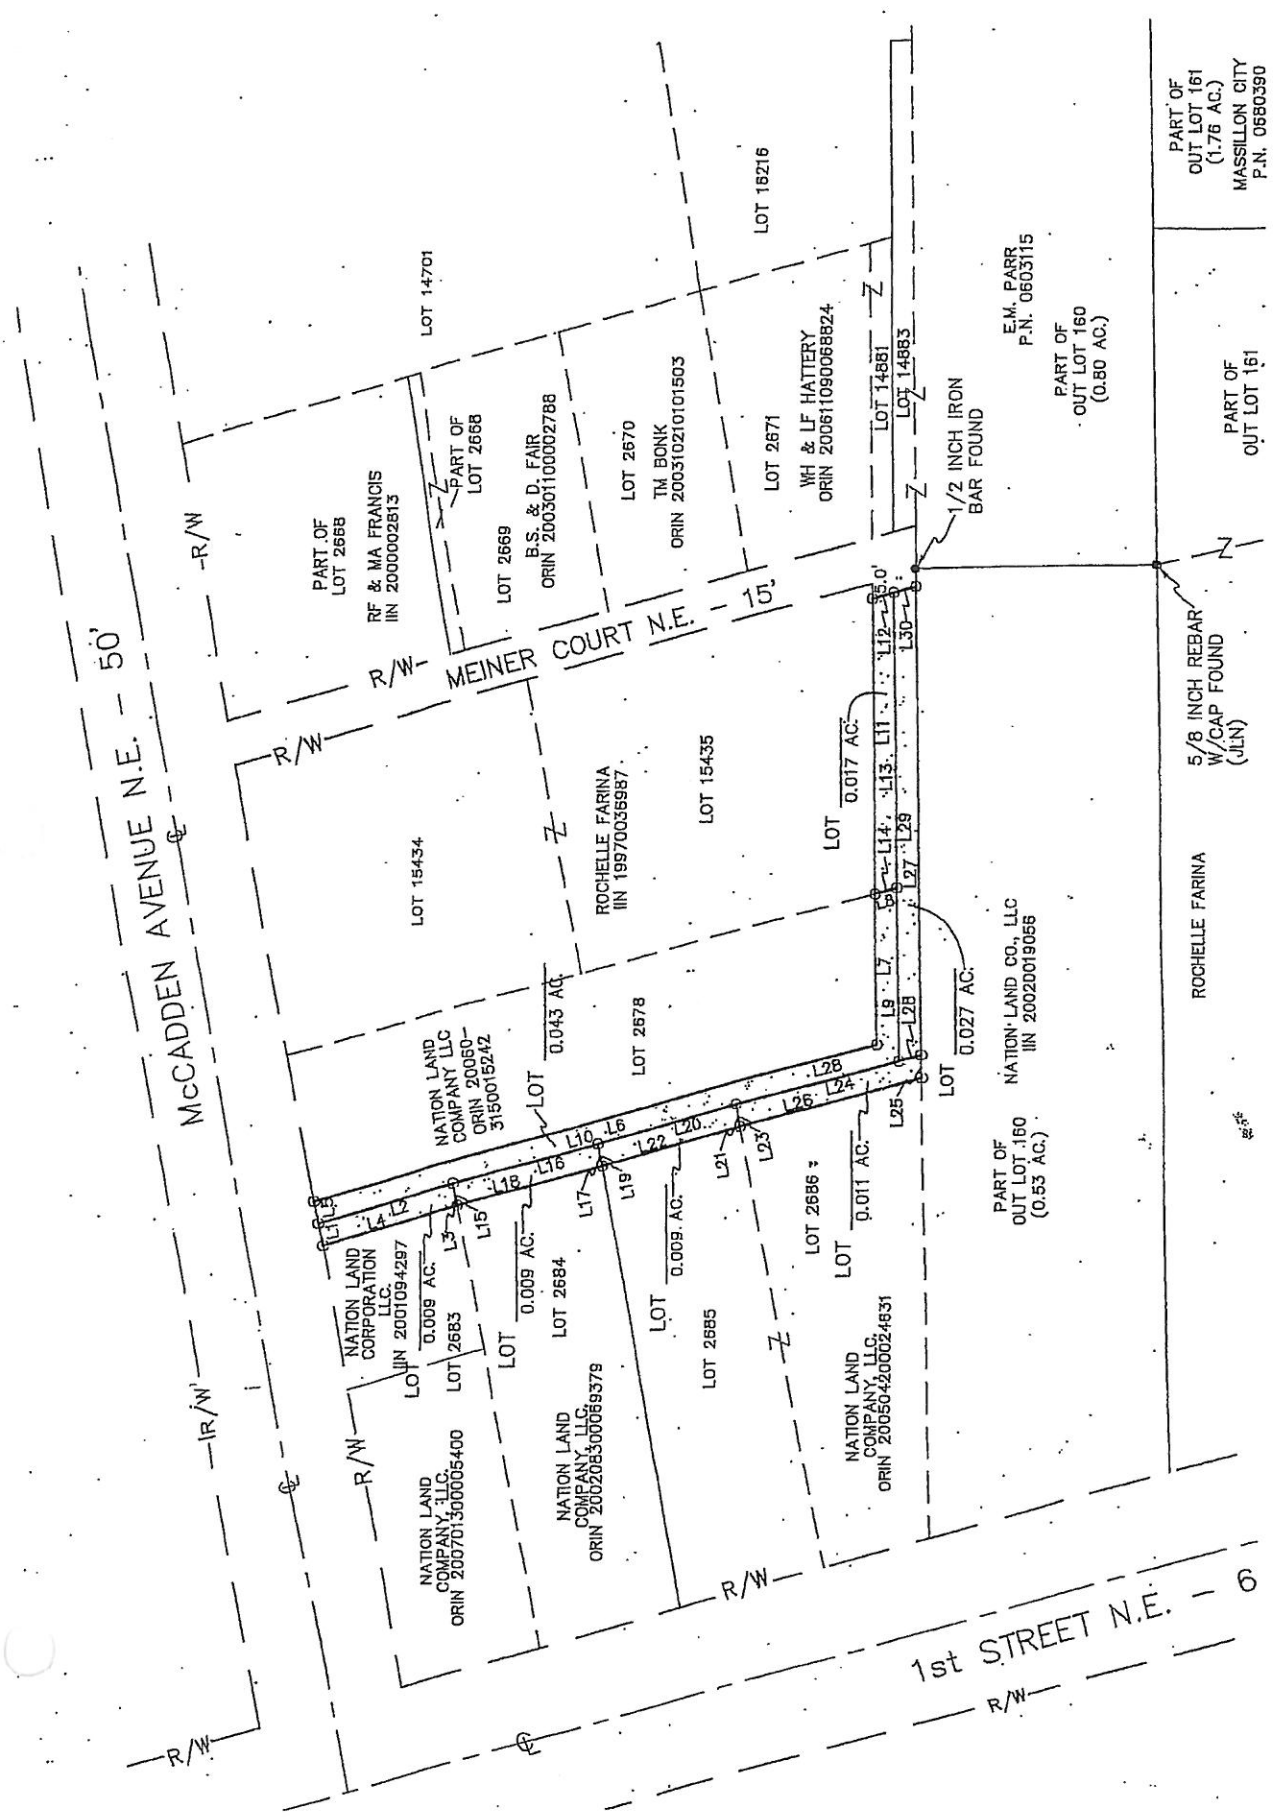 McCADDEN AVENUE N.E. - 50'
R/W
R/W
R/W
R/W
LOT 14701
PART OF
LOT 2668
RF & MA FRANCIS
IIN 2000002613
PART OF
LOT 2668
LOT 2669
B.S. & D. FAIR
ORIN 200301100002788
LOT 2670
TM BONK
ORIN 200310210101503
LOT 16216
LOT 2671
WH & LF HATTERY
ORIN 200611090068824
LOT 14881
LOT 14883
R/W
MEINER COURT N.E. - 15'
R/W
LOT 15434
ROCHELLE FARINA
IIN 1997003
LOT 15435
LOT
0.017 AC.
L12
5.0'
L30
L11
L13
L14
L29
L27
L8
L7
L9
L28
1/2 INCH IRON
BAR FOUND
E.M. PARR
P.N. 0603115
PART OF
OUT LOT 160
(0.80 AC.)
PART OF
OUT LOT 161
(1.76 AC.)
MASSILLON CITY
P.N. 0680390
PART OF
OUT LOT 161
5/8 INCH REBAR
W/CAP FOUND
(JLN)
ROCHELLE FARINA
NATION LAND CO., LLC
IIN 20020019056
LOT
0.027 AC.
PART OF
OUT LOT 160
(0.53 AC.)
NATION LAND
COMPANY LLC
ORIN 20060-
3150015242
LOT
0.043 AC.
LOT 2678
L5
L1
L2
L4
L3
L15
L10
L6
L16
L18
L17
L19
L20
L22
L21
L23
L28
L24
L26
L25
NATION LAND
CORPORATION
LLC.
IIN 2001094297
LOT
0.009 AC.
LOT 2683
LOT
0.009 AC.
LOT 2684
LOT
0.009 AC.
LOT 2685
LOT 2686
LOT
0.011 AC.
NATION LAND
COMPANY, LLC.
ORIN 200701300005400
NATION LAND
COMPANY, LLC.
ORIN 200208300069379
NATION LAND
COMPANY, LLC.
ORIN 200504200024631
R/W
1st STREET N.E. - 6
R/W